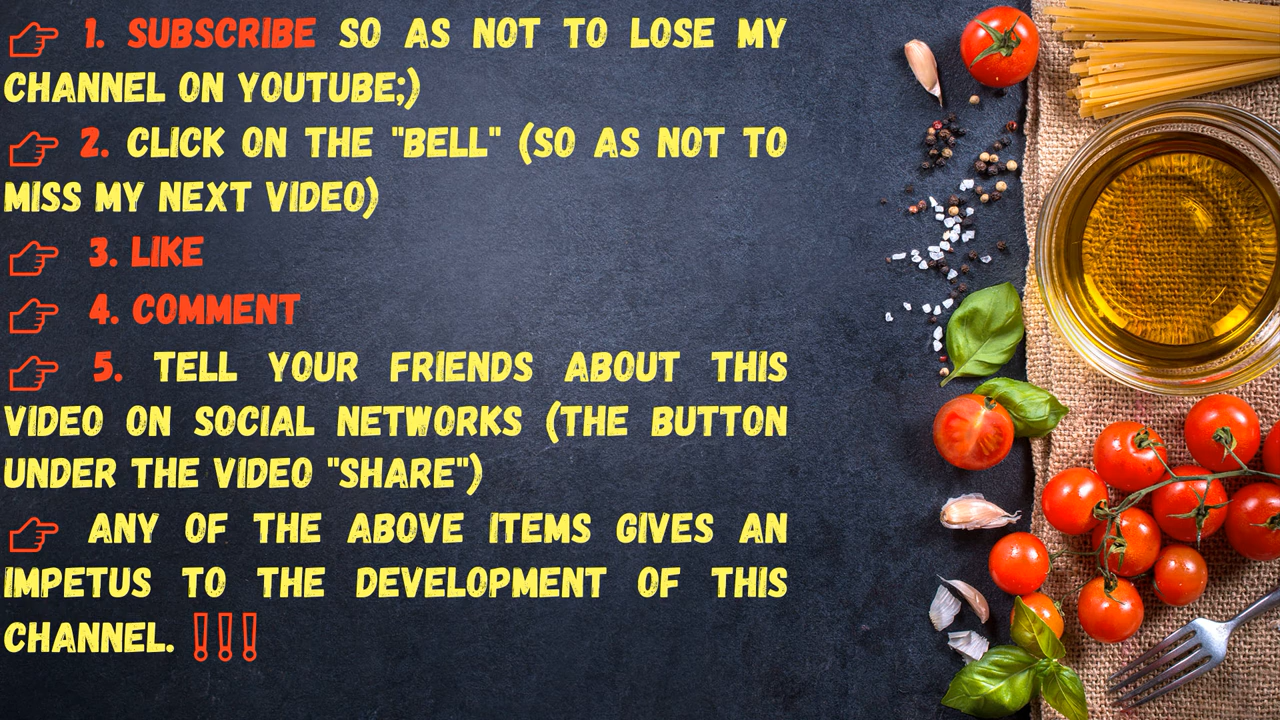 👉 1. SUBSCRIBE SO AS NOT TO LOSE MY
CHANNEL ON YOUTUBE;)
👉 2. CLICK ON THE "BELL" (SO AS NOT TO
MISS MY NEXT VIDEO)
👉 3. LIKE
👉 4. COMMENT
👉 5. TELL YOUR FRIENDS ABOUT THIS
VIDEO ON SOCIAL NETWORKS (THE BUTTON
UNDER THE VIDEO "SHARE")
👉 ANY OF THE ABOVE ITEMS GIVES AN
IMPETUS TO THE DEVELOPMENT OF THIS
CHANNEL. !!!